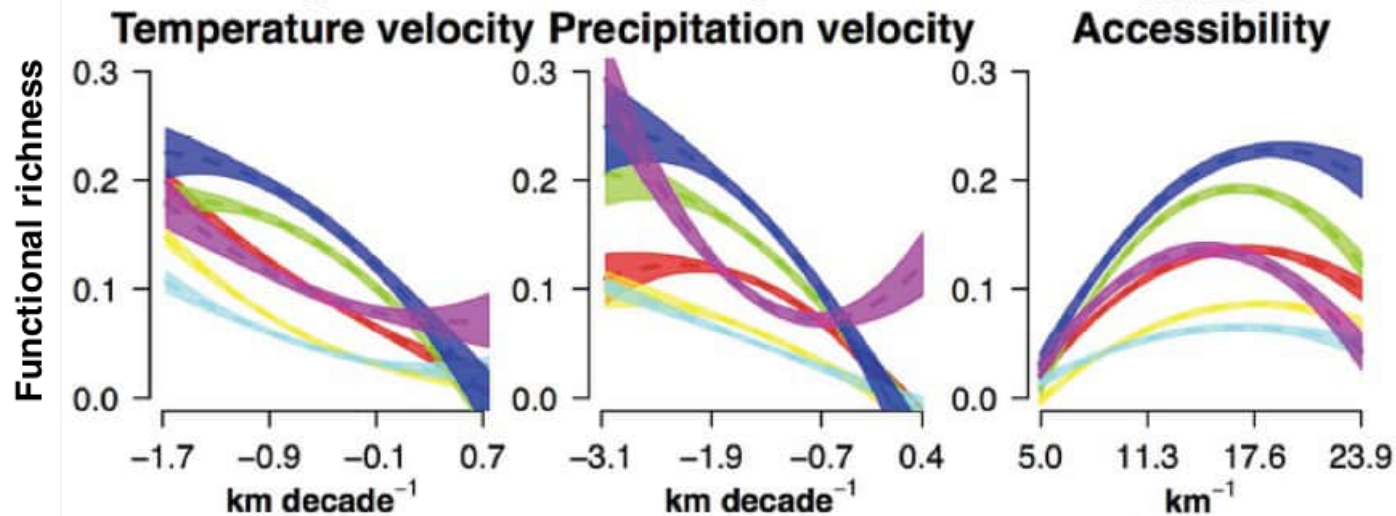 Temperature velocity Precipitation velocity Accessibility
Functional richness
0.3 0.3 0.3
0.2 0.2 0.2
0.1 0.1 0.1
0.0 0.0 0.0
−1.7 −0.9 −0.1 0.7 −3.1 −1.9 −0.7 0.4 5.0 11.3 17.6 23.9
km decade⁻¹ km decade⁻¹ km⁻¹